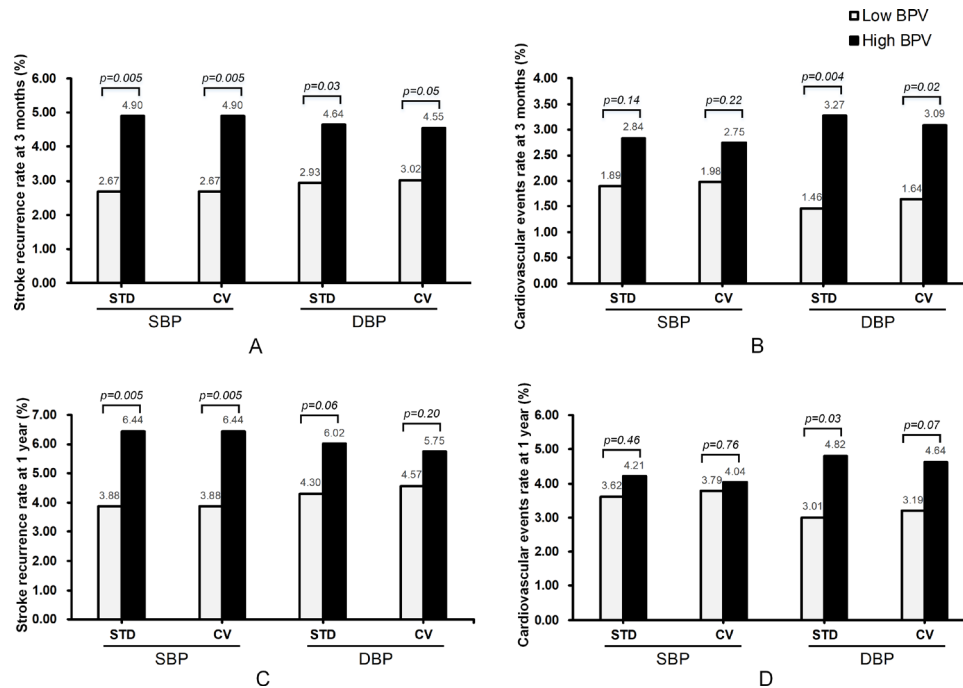 Low BPV
High BPV
Stroke recurrence rate at 3 months (%)
6.00
5.00
4.00
3.00
2.00
1.00
0.00
p=0.005
p=0.005
p=0.03
p=0.05
2.67
4.90
2.67
4.90
2.93
4.64
3.02
4.55
STD
CV
STD
CV
SBP
DBP
A
Cardiovascular events rate at 3 months (%)
4.00
3.50
3.00
2.50
2.00
1.50
1.00
0.50
0.00
p=0.14
p=0.22
p=0.004
p=0.02
1.89
2.84
1.98
2.75
1.46
3.27
1.64
3.09
STD
CV
STD
CV
SBP
DBP
B
Stroke recurrence rate at 1 year (%)
7.00
6.00
5.00
4.00
3.00
2.00
1.00
0.00
p=0.005
p=0.005
p=0.06
p=0.20
3.88
6.44
3.88
6.44
4.30
6.02
4.57
5.75
STD
CV
STD
CV
SBP
DBP
C
Cardiovascular events rate at 1 year (%)
6.00
5.00
4.00
3.00
2.00
1.00
0.00
p=0.46
p=0.76
p=0.03
p=0.07
3.62
4.21
3.79
4.04
3.01
4.82
3.19
4.64
STD
CV
STD
CV
SBP
DBP
D